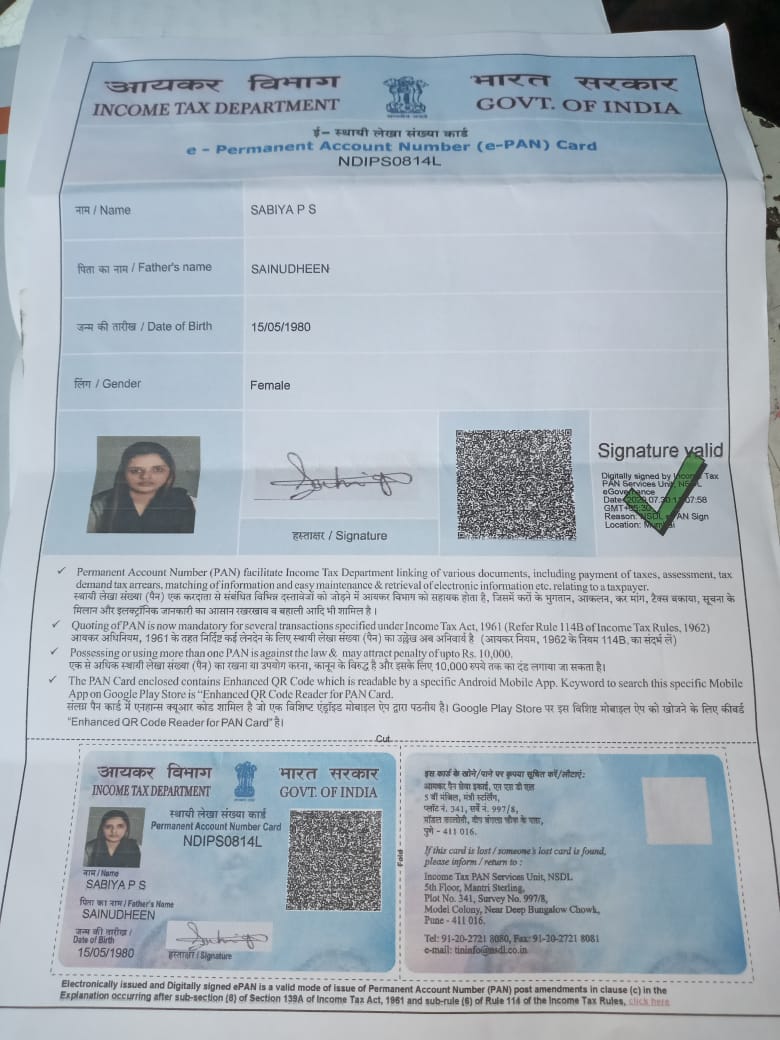 आयकर विभाग
INCOME TAX DEPARTMENT
भारत सरकार
GOVT. OF INDIA
ई- स्थायी लेखा संख्या कार्ड
e - Permanent Account Number (e-PAN) Card
NDIPS0814L
नाम / Name
SABIYA P S
पिता का नाम / Father's name
SAINUDHEEN
जन्म की तारीख / Date of Birth
15/05/1980
लिंग / Gender
Female
हस्ताक्षर / Signature
Signature valid
Digitally signed by Income Tax
PAN Services Unit, NSDL
eGovernance
Location: Mumbai
✓ Permanent Account Number (PAN) facilitate Income Tax Department linking of various documents, including payment of taxes, assessment, tax
demand tax arrears, matching of information and easy maintenance & retrieval of electronic information etc. relating to a taxpayer.
स्थायी लेखा संख्या (पैन) एक करदाता से संबंधित विभिन्न दस्तावेजों को जोड़ने में आयकर विभाग को सहायक होता है, जिसमें करों के भुगतान, आकलन, कर मांग, टैक्स बकाया, सूचना के
मिलान और इलक्ट्रॉनिक जानकारी का आसान रखरखाव व बहाली आदि भी शामिल है।
✓ Quoting of PAN is now mandatory for several transactions specified under Income Tax Act, 1961 (Refer Rule 114B of Income Tax Rules, 1962)
आयकर अधिनियम, 1961 के तहत निर्दिष्ट कई लेनदेन के लिए स्थायी लेखा संख्या (पैन) का उल्लेख अब अनिवार्य है (आयकर नियम, 1962 के नियम 114B, का संदर्भ लें)
✓ Possessing or using more than one PAN is against the law & may attract penalty of upto Rs. 10,000.
एक से अधिक स्थायी लेखा संख्या (पैन) का रखना या उपयोग करना, कानून के विरुद्ध है और इसके लिए 10,000 रुपये तक का दंड लगाया जा सकता है।
✓ The PAN Card enclosed contains Enhanced QR Code which is readable by a specific Android Mobile App. Keyword to search this specific Mobile
App on Google Play Store is "Enhanced QR Code Reader for PAN Card.
संलग्न पैन कार्ड में एनहान्स क्यूआर कोड शामिल है जो एक विशिष्ट एंड्रॉइड मोबाइल ऐप द्वारा पठनीय है। Google Play Store पर इस विशिष्ट मोबाइल ऐप को खोजने के लिए कीवर्ड
"Enhanced QR Code Reader for PAN Card" है।
Cut
आयकर विभाग
INCOME TAX DEPARTMENT
भारत सरकार
GOVT. OF INDIA
स्थायी लेखा संख्या कार्ड
Permanent Account Number Card
NDIPS0814L
नाम / Name
SABIYA P S
पिता का नाम / Father's Name
SAINUDHEEN
जन्म की तारीख /
Date of Birth
15/05/1980
हस्ताक्षर / Signature
Fold
इस कार्ड के खोने/पाने पर कृपया सूचित करें/लौटाएं:
आयकर पैन सेवा इकाई, एन एस डी एल
5 वीं मंजिल, मंत्री स्टर्लिंग,
प्लॉट नं. 341, सर्वे नं. 997/8,
मॉडल कालोनी, दीप बंगला चौक के पास,
पुणे - 411 016.
If this card is lost / someone's lost card is found,
please inform / return to :
Income Tax PAN Services Unit, NSDL
5th Floor, Mantri Sterling,
Plot No. 341, Survey No. 997/8,
Model Colony, Near Deep Bungalow Chowk,
Pune - 411 016.
Tel: 91-20-2721 8080, Fax: 91-20-2721 8081
e-mail: tininfo@nsdl.co.in
Electronically issued and Digitally signed ePAN is a valid mode of issue of Permanent Account Number (PAN) post amendments in clause (c) in the
Explanation occurring after sub-section (8) of Section 139A of Income Tax Act, 1961 and sub-rule (6) of Rule 114 of the Income Tax Rules, click here